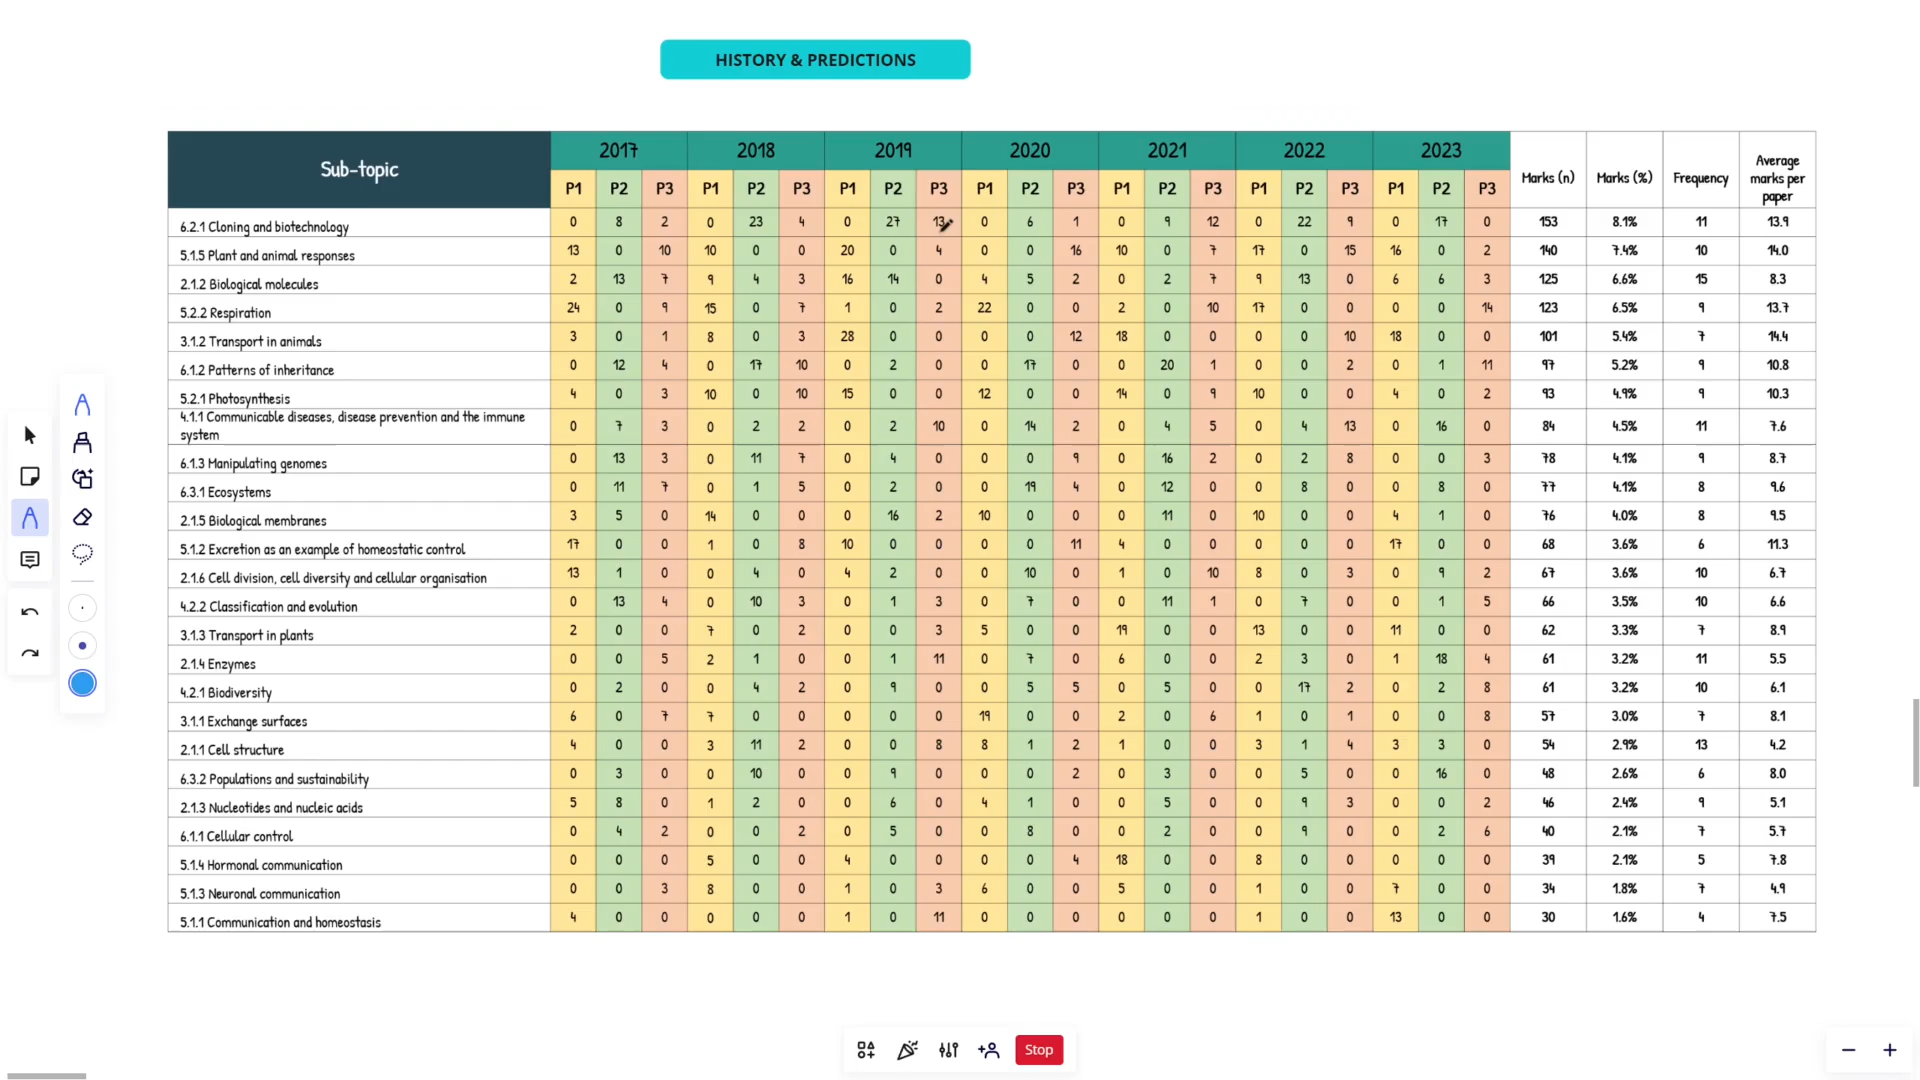 HISTORY & PREDICTIONS
Sub-topic 2017 2018 2019 2020 2021 2022 2023 Marks (n) Marks (%) Frequency Average marks per paper
P1 P2 P3 P1 P2 P3 P1 P2 P3 P1 P2 P3 P1 P2 P3 P1 P2 P3 P1 P2 P3
6.2.1 Cloning and biotechnology 0 8 2 0 23 4 0 27 13 0 6 1 0 9 12 0 22 9 0 17 0 153 8.1% 11 13.9
5.1.5 Plant and animal responses 13 0 10 10 0 0 20 0 4 0 0 16 10 0 7 17 0 15 16 0 2 140 7.4% 10 14.0
2.1.2 Biological molecules 2 13 7 9 4 3 16 14 0 4 5 2 0 2 7 9 13 0 6 6 3 125 6.6% 15 8.3
5.2.2 Respiration 24 0 9 15 0 7 1 0 2 22 0 0 2 0 10 17 0 0 0 0 14 123 6.5% 9 13.7
3.1.2 Transport in animals 3 0 1 8 0 3 28 0 0 0 0 12 18 0 0 0 0 10 18 0 0 101 5.4% 7 14.4
6.1.2 Patterns of inheritance 0 12 4 0 17 10 0 2 0 0 17 0 0 20 1 0 0 2 0 1 11 97 5.2% 9 10.8
5.2.1 Photosynthesis 4 0 3 10 0 10 15 0 0 12 0 0 14 0 9 10 0 0 4 0 2 93 4.9% 9 10.3
4.1.1 Communicable diseases, disease prevention and the immune
system 0 7 3 0 2 2 0 2 10 0 14 2 0 4 5 0 4 13 0 16 0 84 4.5% 11 7.6
6.1.3 Manipulating genomes 0 13 3 0 11 7 0 4 0 0 0 9 0 16 2 0 2 8 0 0 3 78 4.1% 9 8.7
6.3.1 Ecosystems 0 11 7 0 1 5 0 2 0 0 19 4 0 12 0 0 8 0 0 8 0 77 4.1% 8 9.6
2.1.5 Biological membranes 3 5 0 14 0 0 0 16 2 10 0 0 0 11 0 10 0 0 4 1 0 76 4.0% 8 9.5
5.1.2 Excretion as an example of homeostatic control 17 0 0 1 0 8 10 0 0 0 0 11 4 0 0 0 0 0 17 0 0 68 3.6% 6 11.3
2.1.6 Cell division, cell diversity and cellular organisation 13 1 0 0 4 0 4 2 0 0 10 0 1 0 10 8 0 3 0 9 2 67 3.6% 10 6.7
4.2.2 Classification and evolution 0 13 4 0 10 3 0 1 3 0 7 0 0 11 1 0 7 0 0 1 5 66 3.5% 10 6.6
3.1.3 Transport in plants 2 0 0 7 0 2 0 0 3 5 0 0 19 0 0 13 0 0 11 0 0 62 3.3% 7 8.9
2.1.4 Enzymes 0 0 5 2 1 0 0 1 11 0 7 0 6 0 0 2 3 0 1 18 4 61 3.2% 11 5.5
4.2.1 Biodiversity 0 2 0 0 4 2 0 9 0 0 5 5 0 5 0 0 17 2 0 2 8 61 3.2% 10 6.1
3.1.1 Exchange surfaces 6 0 7 7 0 0 0 0 0 19 0 0 2 0 6 1 0 1 0 0 8 57 3.0% 7 8.1
2.1.1 Cell structure 4 0 0 3 11 2 0 0 8 8 1 2 1 0 0 3 1 4 3 3 0 54 2.9% 13 4.2
6.3.2 Populations and sustainability 0 3 0 0 10 0 0 9 0 0 0 2 0 3 0 0 5 0 0 16 0 48 2.6% 6 8.0
2.1.3 Nucleotides and nucleic acids 5 8 0 1 2 0 0 6 0 4 1 0 0 5 0 0 9 3 0 0 2 46 2.4% 9 5.1
6.1.1 Cellular control 0 4 2 0 0 2 0 5 0 0 8 0 0 2 0 0 9 0 0 2 6 40 2.1% 7 5.7
5.1.4 Hormonal communication 0 0 0 5 0 0 4 0 0 0 0 4 18 0 0 8 0 0 0 0 0 39 2.1% 5 7.8
5.1.3 Neuronal communication 0 0 3 8 0 0 1 0 3 6 0 0 5 0 0 1 0 0 7 0 0 34 1.8% 7 4.9
5.1.1 Communication and homeostasis 4 0 0 0 0 0 1 0 11 0 0 0 0 0 0 1 0 0 13 0 0 30 1.6% 4 7.5
Stop